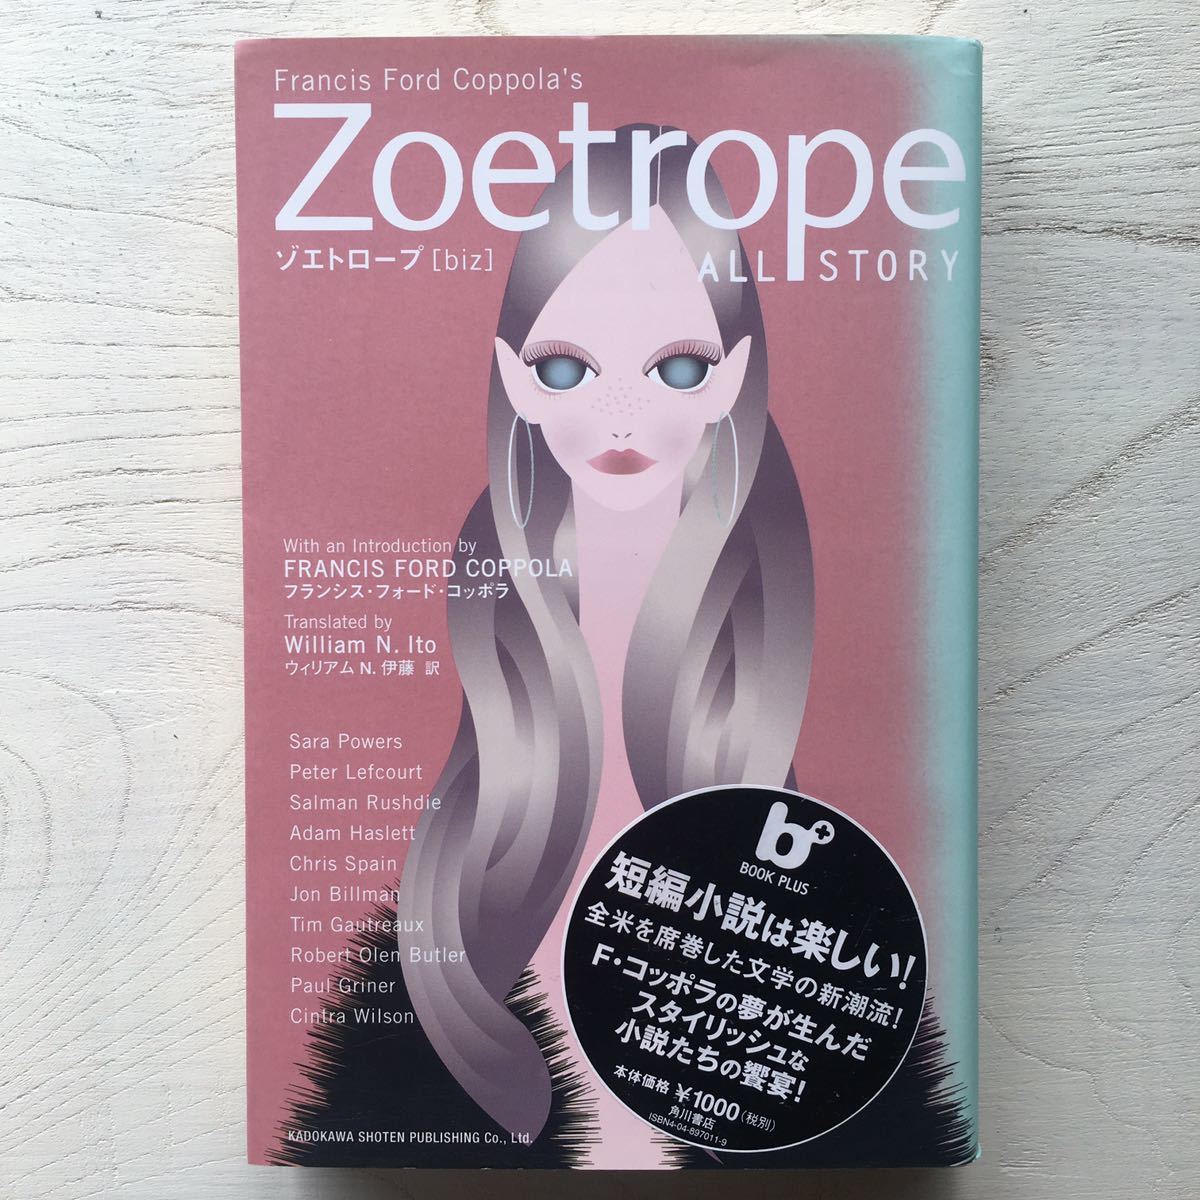 Francis Ford Coppola's
Zoetrope
ゾエトロープ [biz]
ALL STORY
With an Introduction by
FRANCIS FORD COPPOLA
フランシス・フォード・コッポラ
Translated by
William N. Ito
ウィリアム N. 伊藤 訳
Sara Powers
Peter Lefcourt
Salman Rushdie
Adam Haslett
Chris Spain
Jon Billman
Tim Gautreaux
Robert Olen Butler
Paul Griner
Cintra Wilson
KADOKAWA SHOTEN PUBLISHING Co., Ltd.
b+
BOOK PLUS
短編小説は楽しい!
全米を席巻した文学の新潮流!
F・コッポラの夢が生んだ
スタイリッシュな
小説たちの饗宴!
本体価格 ¥1000(税別)
角川書店
ISBN4-04-897011-9